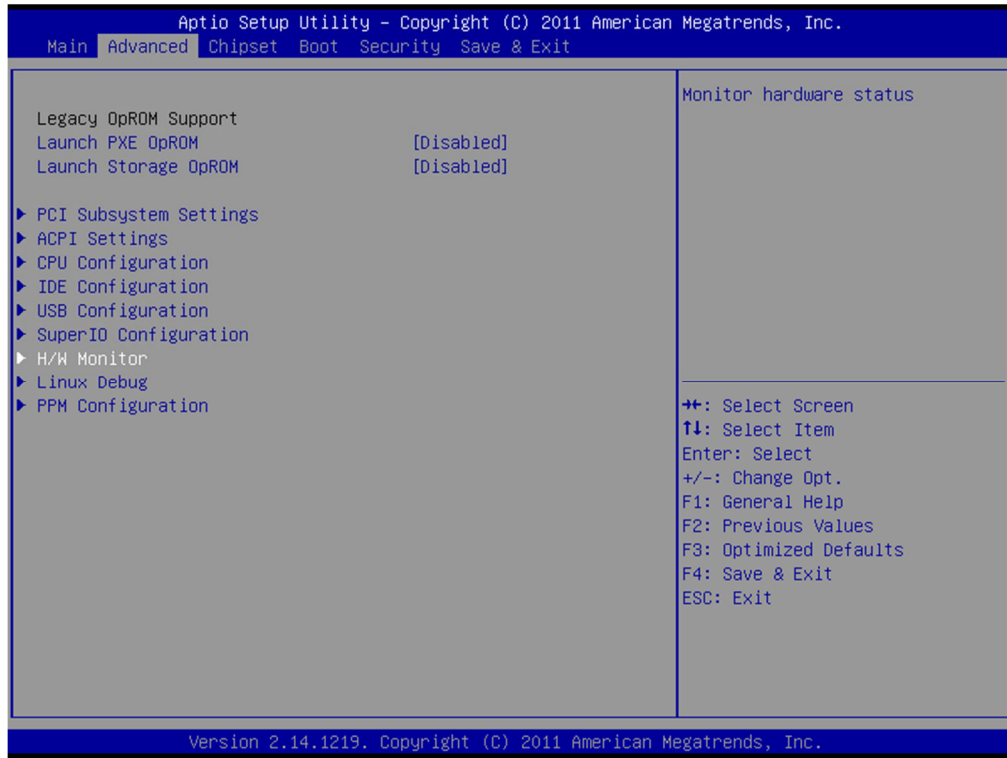 Aptio Setup Utility – Copyright (C) 2011 American Megatrends, Inc.
Main Advanced Chipset Boot Security Save & Exit
Legacy OpROM Support
Launch PXE OpROM [Disabled]
Launch Storage OpROM [Disabled]
PCI Subsystem Settings
ACPI Settings
CPU Configuration
IDE Configuration
USB Configuration
SuperIO Configuration
H/W Monitor
Linux Debug
PPM Configuration
Monitor hardware status
→←: Select Screen
↑↓: Select Item
Enter: Select
+/-: Change Opt.
F1: General Help
F2: Previous Values
F3: Optimized Defaults
F4: Save & Exit
ESC: Exit
Version 2.14.1219. Copyright (C) 2011 American Megatrends, Inc.